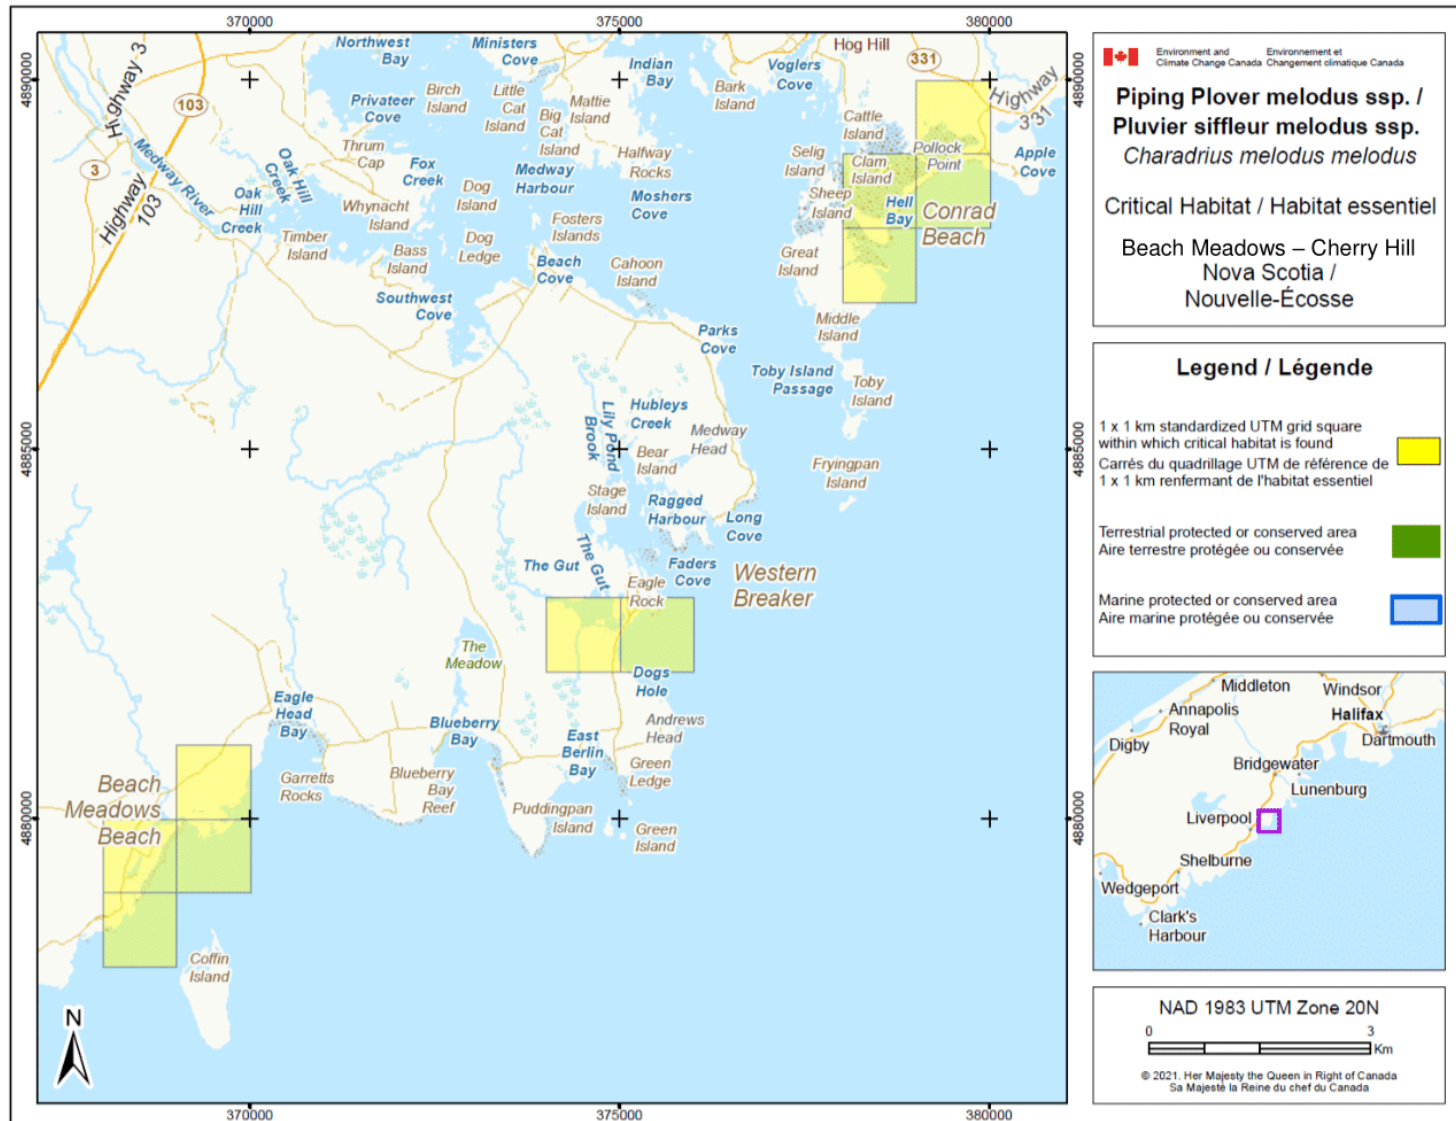 370000
375000
380000
4890000
4885000
4880000
4890000
4885000
4880000
370000
375000
380000
Highway 3
103
3
Highway
103
Medway River
Oak Hill
Creek
Oak
Hill
Creek
Northwest
Bay
Ministers
Cove
Indian
Bay
Voglers
Cove
Hog Hill
331
Highway
331
Privateer
Cove
Birch
Island
Little
Cat
Island
Big
Cat
Island
Mattie
Island
Bark
Island
Cattle
Island
Pollock
Point
Apple
Cove
Thrum
Cap
Fox
Creek
Medway
Harbour
Halfway
Rocks
Selig
Island
Clam
Island
Whynacht
Island
Dog
Island
Moshers
Cove
Sheep
Island
Hell
Bay
Conrad
Beach
Timber
Island
Bass
Island
Dog
Ledge
Fosters
Islands
Beach
Cove
Cahoon
Island
Great
Island
Southwest
Cove
Middle
Island
Parks
Cove
Toby Island
Passage
Toby
Island
Lily Pond
Brook
Hubleys
Creek
Medway
Head
Bear
Island
Fryingpan
Island
Stage
Island
Ragged
Harbour
Long
Cove
The Gut
The Gut
Faders
Cove
Eagle
Rock
Western
Breaker
The
Meadow
Dogs
Hole
Eagle
Head
Bay
Blueberry
Bay
East
Berlin
Bay
Andrews
Head
Beach
Meadows
Beach
Garretts
Rocks
Blueberry
Bay
Reef
Green
Ledge
Puddingpan
Island
Green
Island
Coffin
Island
N
Environment and
Climate Change Canada
Environnement et
Changement climatique Canada
Piping Plover melodus ssp. /
Pluvier siffleur melodus ssp.
Charadrius melodus melodus
Critical Habitat / Habitat essentiel
Beach Meadows – Cherry Hill
Nova Scotia /
Nouvelle-Écosse
Legend / Légende
1 x 1 km standardized UTM grid square
within which critical habitat is found
Carrés du quadrillage UTM de référence de
1 x 1 km renfermant de l'habitat essentiel
Terrestrial protected or conserved area
Aire terrestre protégée ou conservée
Marine protected or conserved area
Aire marine protégée ou conservée
Middleton
Windsor
Annapolis
Royal
Halifax
Digby
Dartmouth
Bridgewater
Lunenburg
Liverpool
Shelburne
Wedgeport
Clark's
Harbour
NAD 1983 UTM Zone 20N
0
3
Km
© 2021. Her Majesty the Queen in Right of Canada
Sa Majesté la Reine du chef du Canada